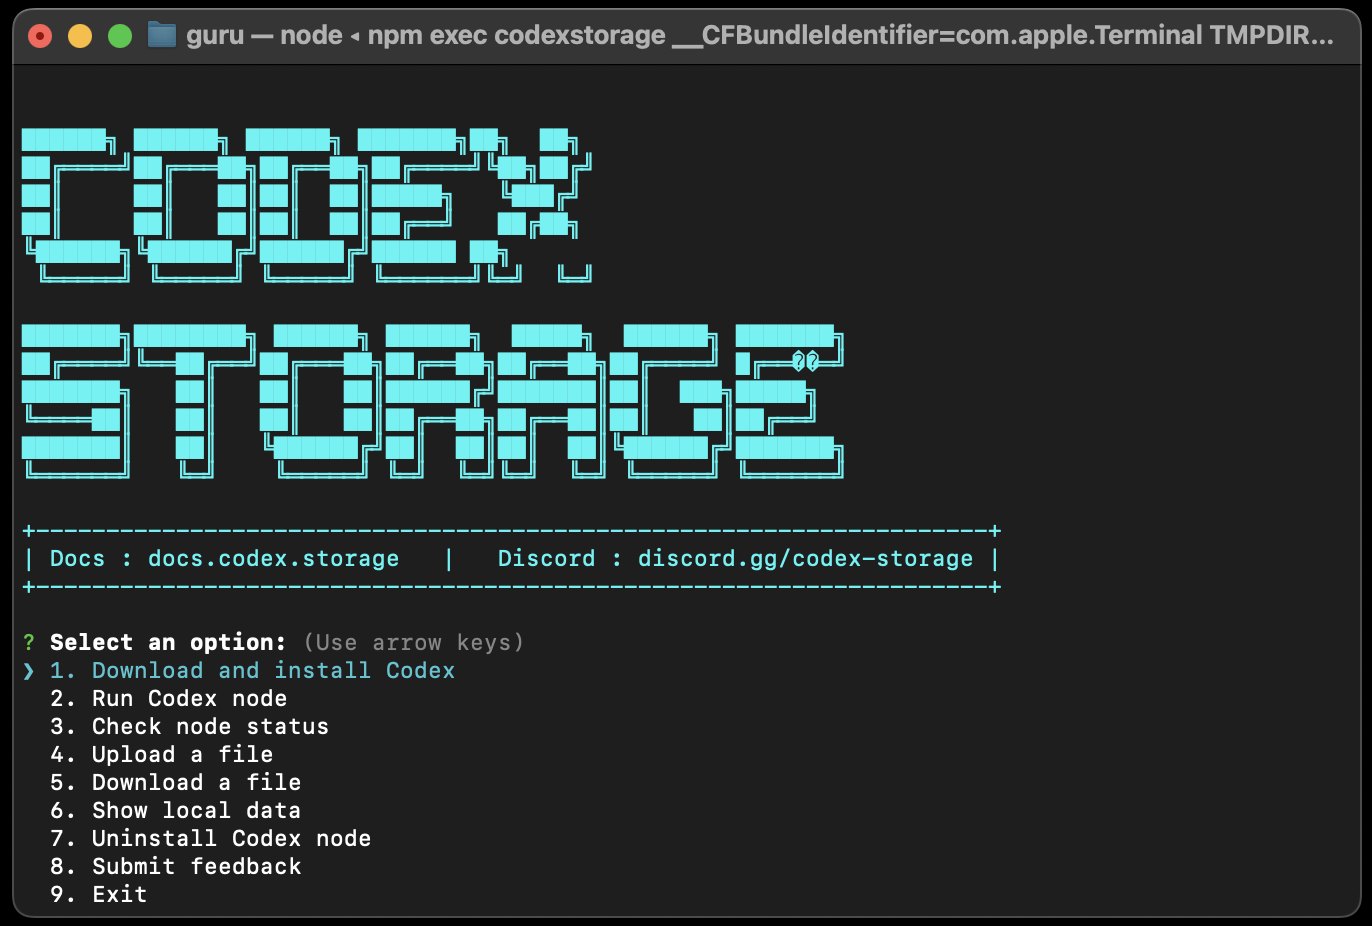 guru — node ◂ npm exec codexstorage __CFBundleIdentifier=com.apple.Terminal TMPDIR...
CODEX
STORAGE
+--------------------------------------------------------------------+
| Docs : docs.codex.storage | Discord : discord.gg/codex-storage |
+--------------------------------------------------------------------+
? Select an option: (Use arrow keys)
❯ 1. Download and install Codex
2. Run Codex node
3. Check node status
4. Upload a file
5. Download a file
6. Show local data
7. Uninstall Codex node
8. Submit feedback
9. Exit